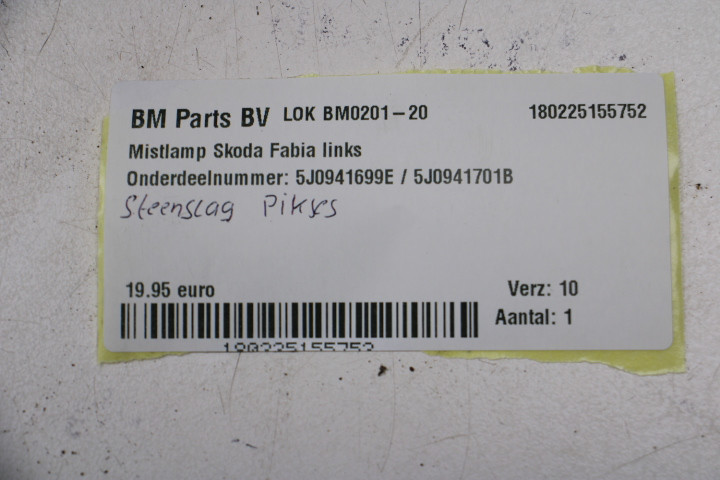 BM Parts BV LOK BM0201-20 180225155752
Mistlamp Skoda Fabia links
Onderdeelnummer: 5J0941699E / 5J0941701B
Steenslag
19.95 euro Verz: 10
Aantal: 1
180225155752